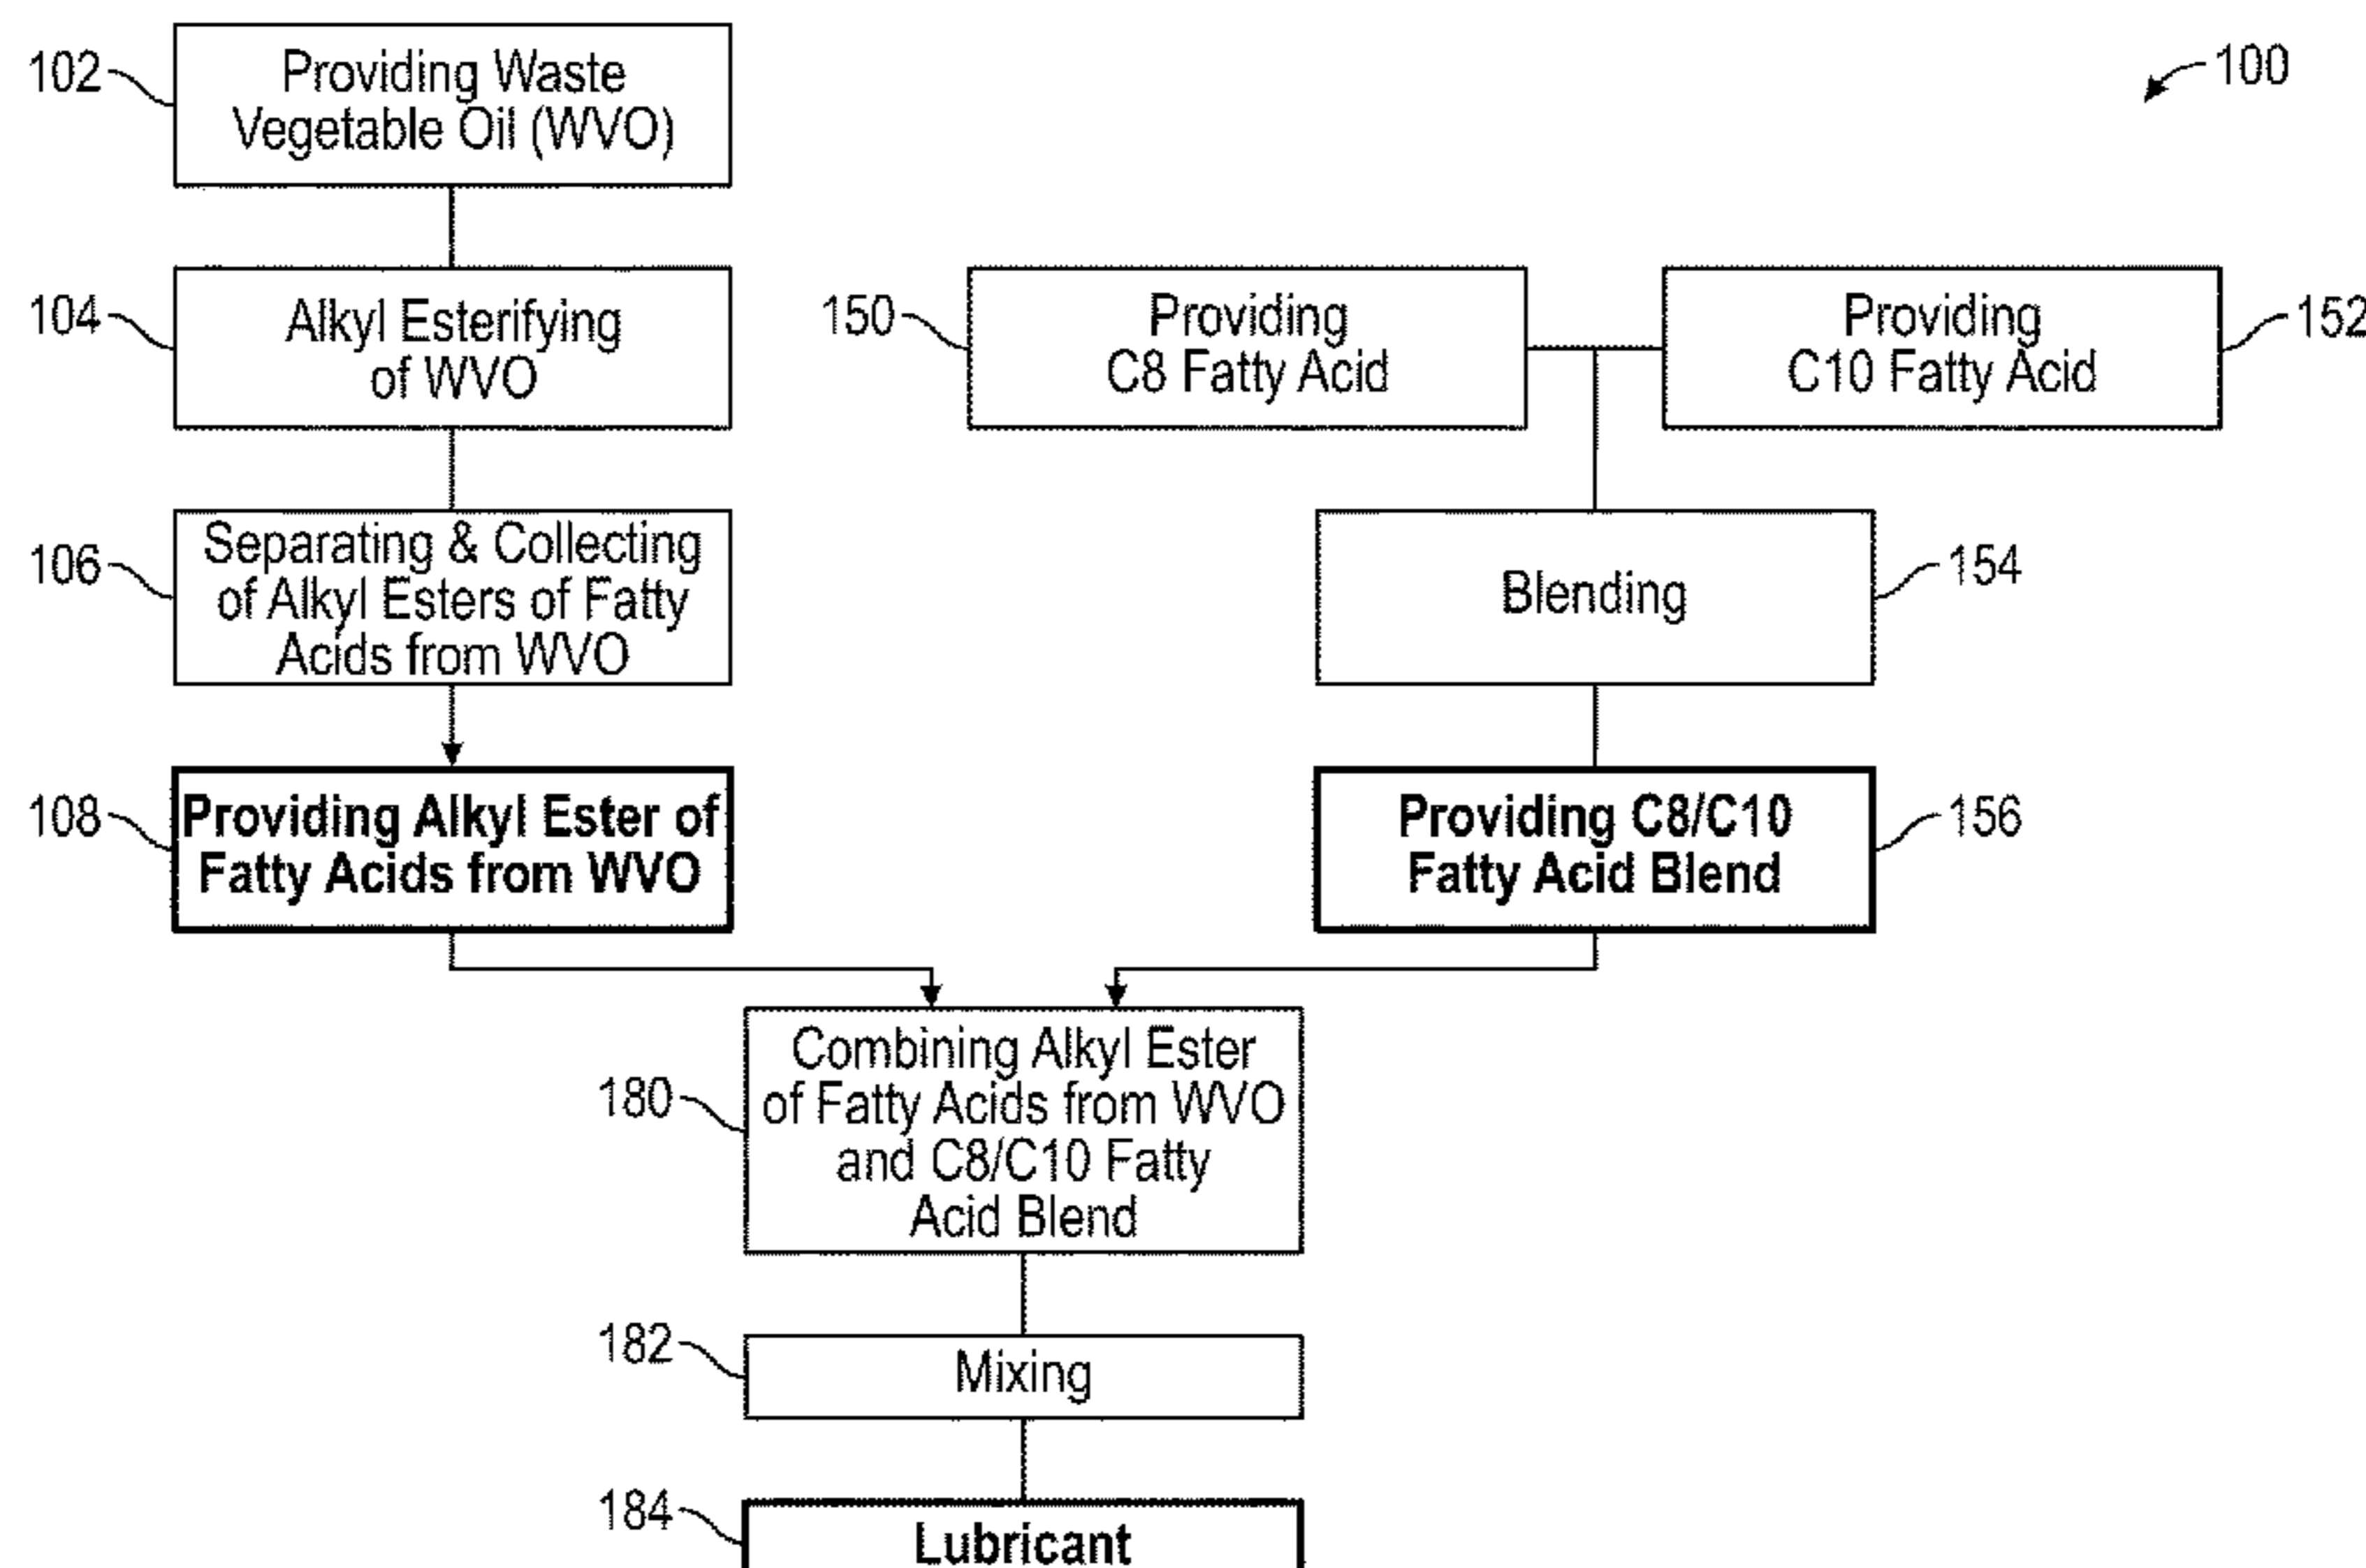 102
Providing Waste
Vegetable Oil (WVO)
100
104
Alkyl Esterifying
of WVO
150
Providing
C8 Fatty Acid
Providing
C10 Fatty Acid
152
106
Separating & Collecting
of Alkyl Esters of Fatty
Acids from WVO
Blending
154
108
Providing Alkyl Ester of
Fatty Acids from WVO
Providing C8/C10
Fatty Acid Blend
156
180
Combining Alkyl Ester
of Fatty Acids from WVO
and C8/C10 Fatty
Acid Blend
182
Mixing
184
Lubricant